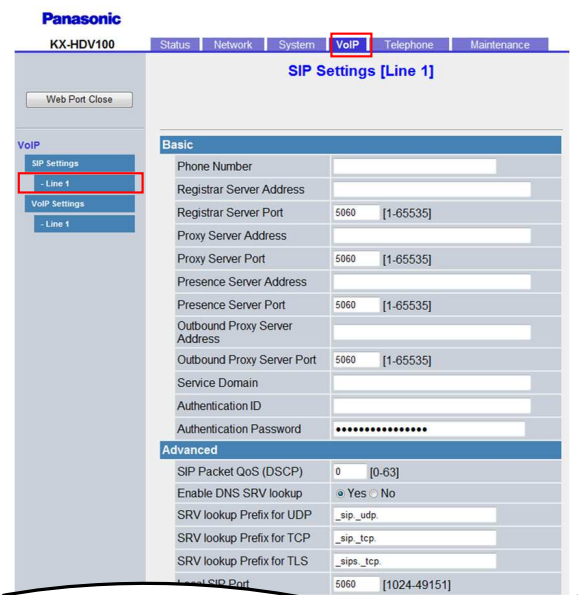 Panasonic
KX-HDV100
Status Network System VoIP Telephone Maintenance
SIP Settings [Line 1]
Web Port Close
VoIP
SIP Settings
- Line 1
VoIP Settings
- Line 1
Basic
Phone Number
Registrar Server Address
Registrar Server Port 5060 [1-65535]
Proxy Server Address
Proxy Server Port 5060 [1-65535]
Presence Server Address
Presence Server Port 5060 [1-65535]
Outbound Proxy Server
Address
Outbound Proxy Server Port 5060 [1-65535]
Service Domain
Authentication ID
Authentication Password ••••••••••••••••
Advanced
SIP Packet QoS (DSCP) 0 [0-63]
Enable DNS SRV lookup Yes No
SRV lookup Prefix for UDP _sip._udp.
SRV lookup Prefix for TCP _sip._tcp.
SRV lookup Prefix for TLS _sips._tcp.
Local SIP Port 5060 [1024-49151]